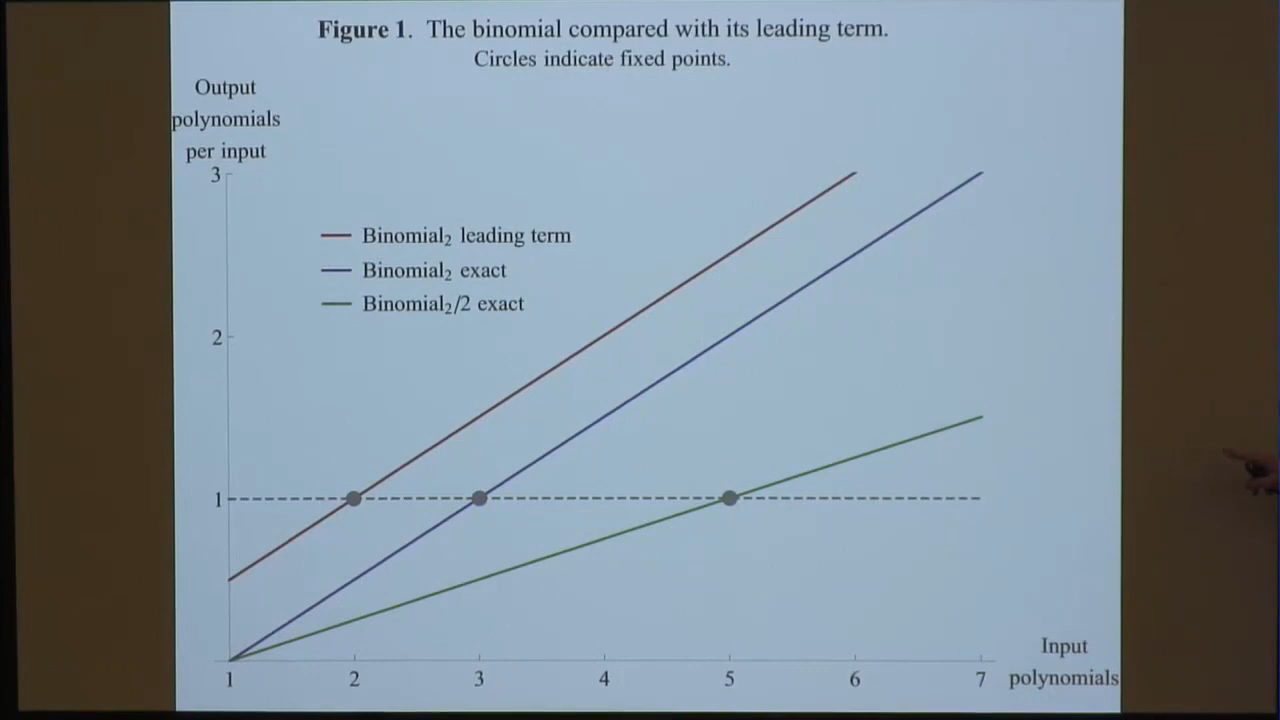 Figure 1. The binomial compared with its leading term.
Circles indicate fixed points.
Output
polynomials
per input
3
Binomial₂ leading term
Binomial₂ exact
Binomial₂/2 exact
2
1
1 2 3 4 5 6 7
Input
polynomials